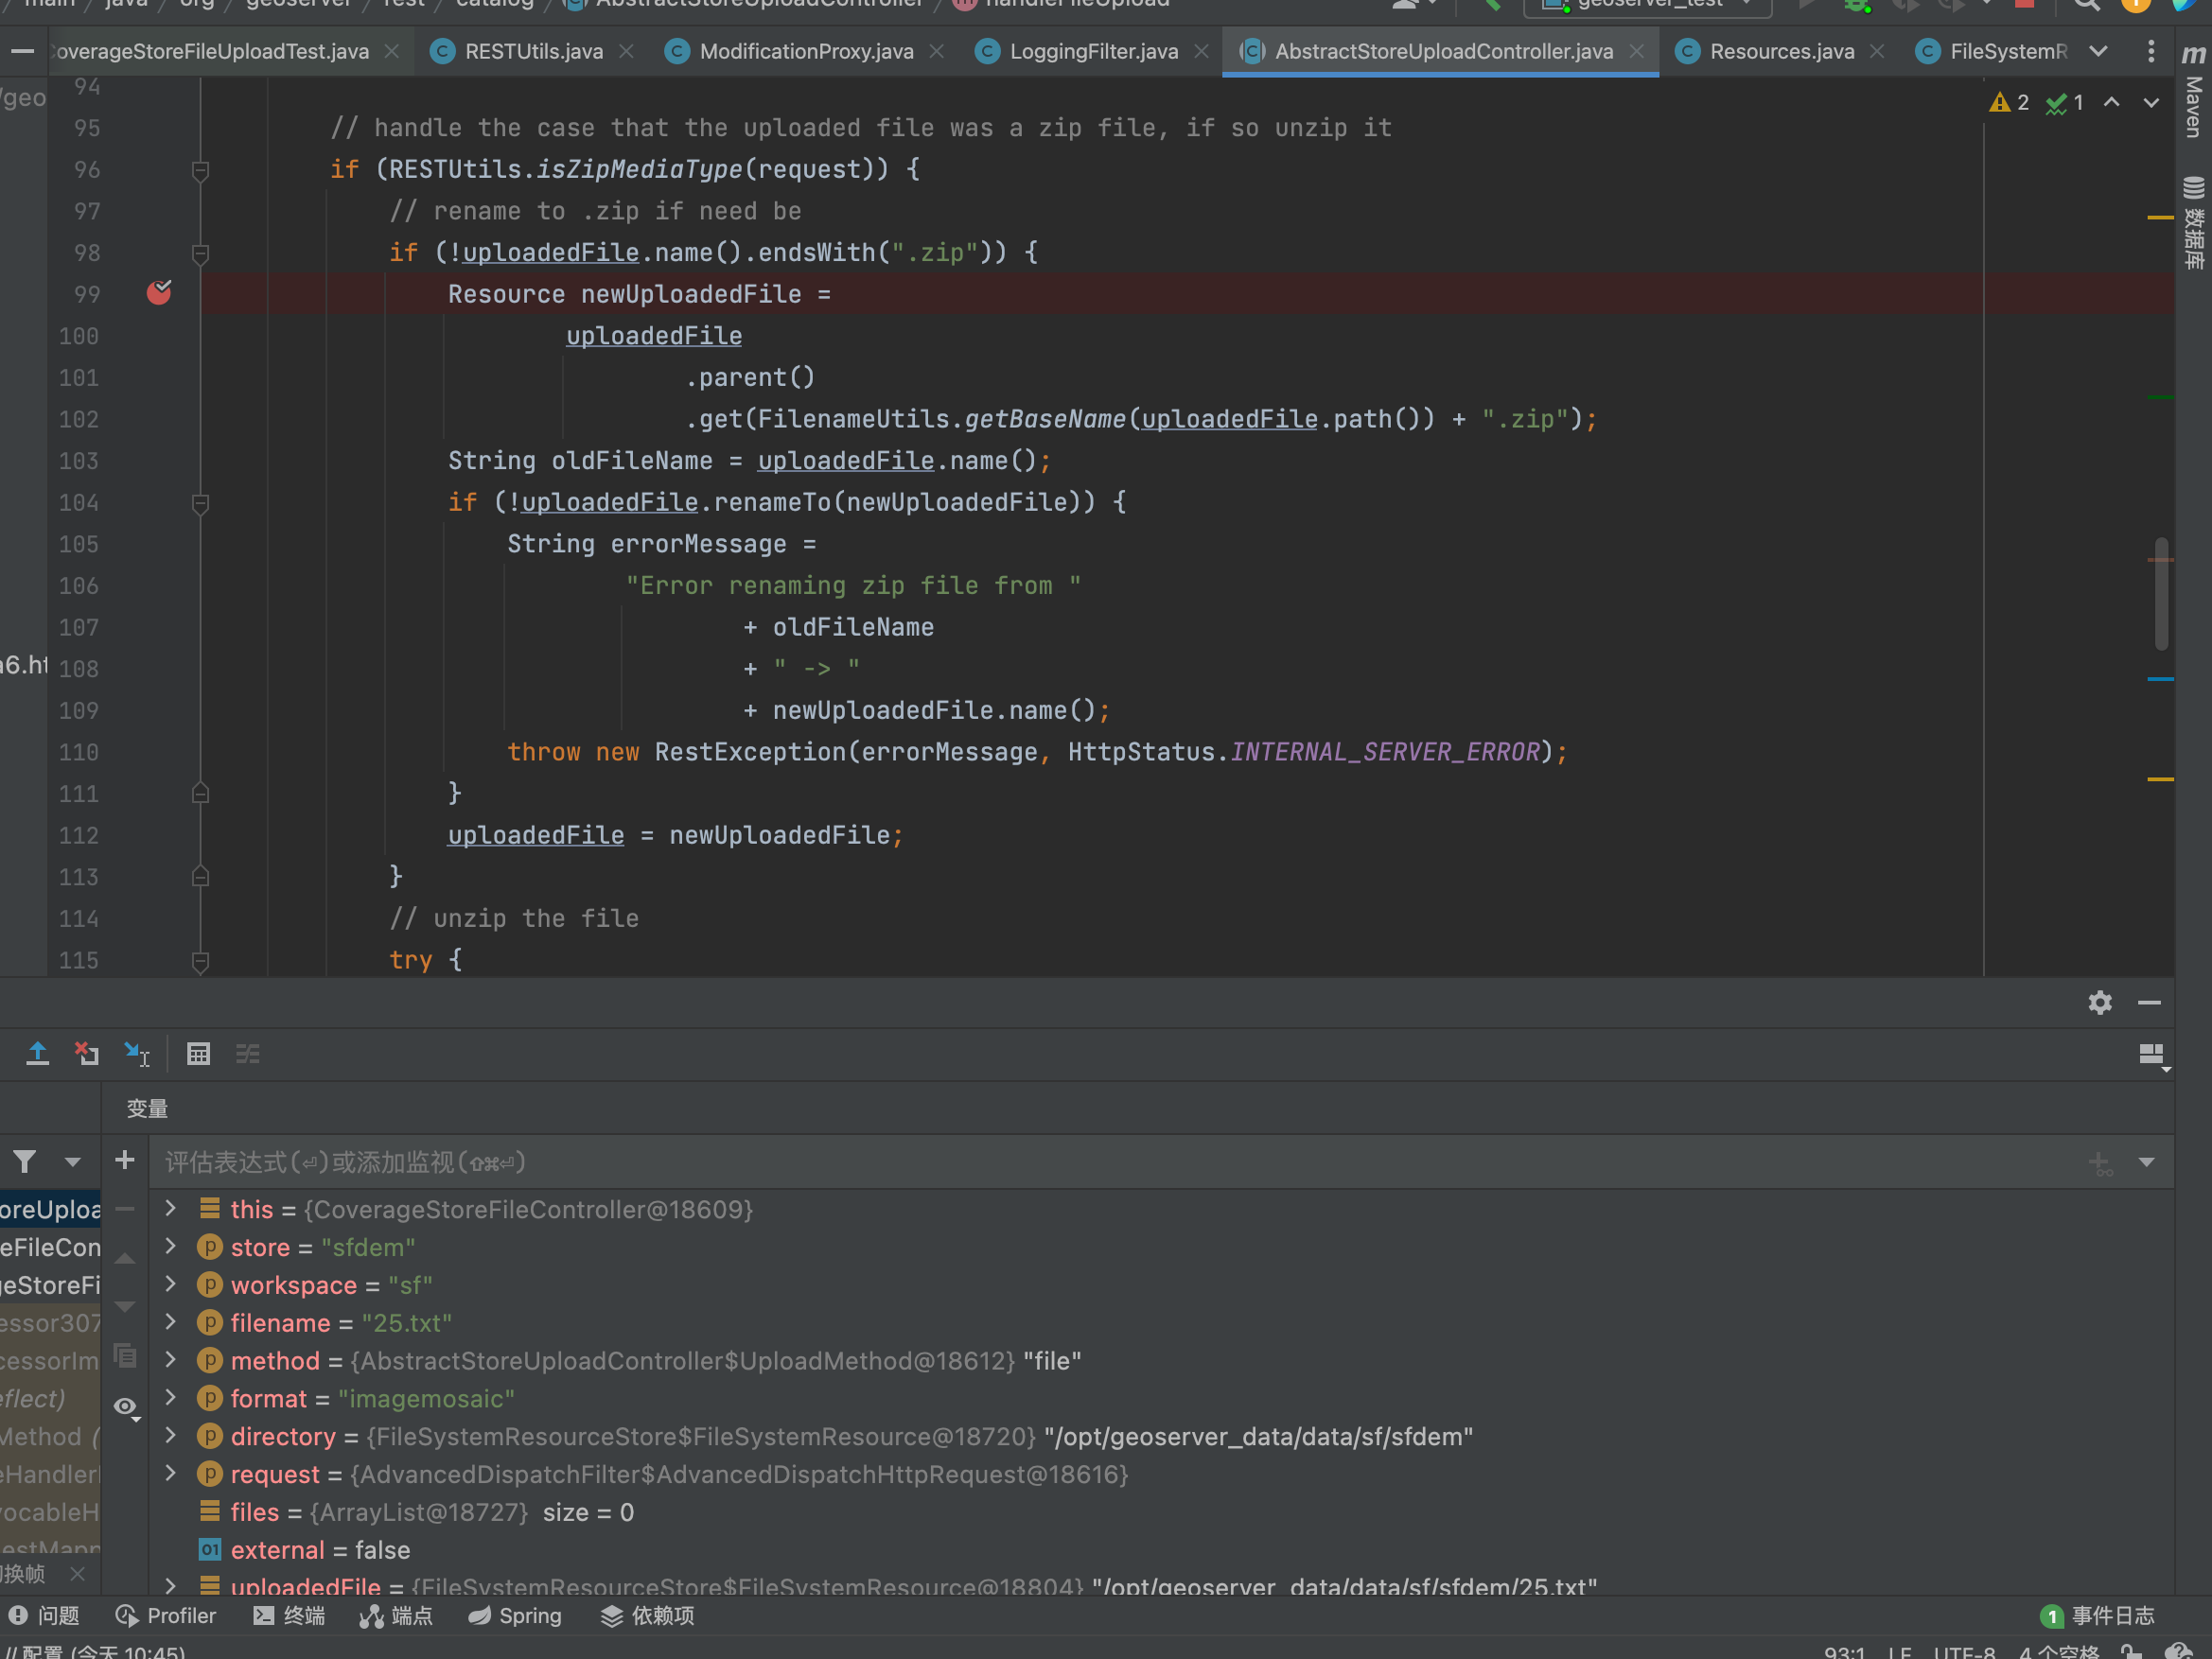 main / java / org / geoserver / rest / catalog / AbstractStoreUploadController / handleFileUpload
geoserver_test
overageStoreFileUploadTest.java
RESTUtils.java
ModificationProxy.java
LoggingFilter.java
AbstractStoreUploadController.java
Resources.java
FileSystemR
m Maven
数据库
/geo
2 1
94
95 // handle the case that the uploaded file was a zip file, if so unzip it
96 if (RESTUtils.isZipMediaType(request)) {
97 // rename to .zip if need be
98 if (!uploadedFile.name().endsWith(".zip")) {
99 Resource newUploadedFile =
100 uploadedFile
101 .parent()
102 .get(FilenameUtils.getBaseName(uploadedFile.path()) + ".zip");
103 String oldFileName = uploadedFile.name();
104 if (!uploadedFile.renameTo(newUploadedFile)) {
105 String errorMessage =
106 "Error renaming zip file from "
107 + oldFileName
108 + " -> "
109 + newUploadedFile.name();
110 throw new RestException(errorMessage, HttpStatus.INTERNAL_SERVER_ERROR);
111 }
112 uploadedFile = newUploadedFile;
113 }
114 // unzip the file
115 try {
变量
评估表达式(⏎)或添加监视(⇧⌘⏎)
oreUploa
this = {CoverageStoreFileController@18609}
eFileCon
store = "sfdem"
geStoreFi
workspace = "sf"
essor307
filename = "25.txt"
cessorIm
method = {AbstractStoreUploadController$UploadMethod@18612} "file"
eflect)
format = "imagemosaic"
Method (
directory = {FileSystemResourceStore$FileSystemResource@18720} "/opt/geoserver_data/data/sf/sfdem"
eHandler
request = {AdvancedDispatchFilter$AdvancedDispatchHttpRequest@18616}
vocableH
files = {ArrayList@18727} size = 0
estMapp
external = false
换帧
uploadedFile = {FileSystemResourceStore$FileSystemResource@18804} "/opt/geoserver_data/data/sf/sfdem/25.txt"
问题 Profiler 终端 端点 Spring 依赖项
1 事件日志
// 配置 (今天 10:45)
93:1 LF UTF-8 4 个空格